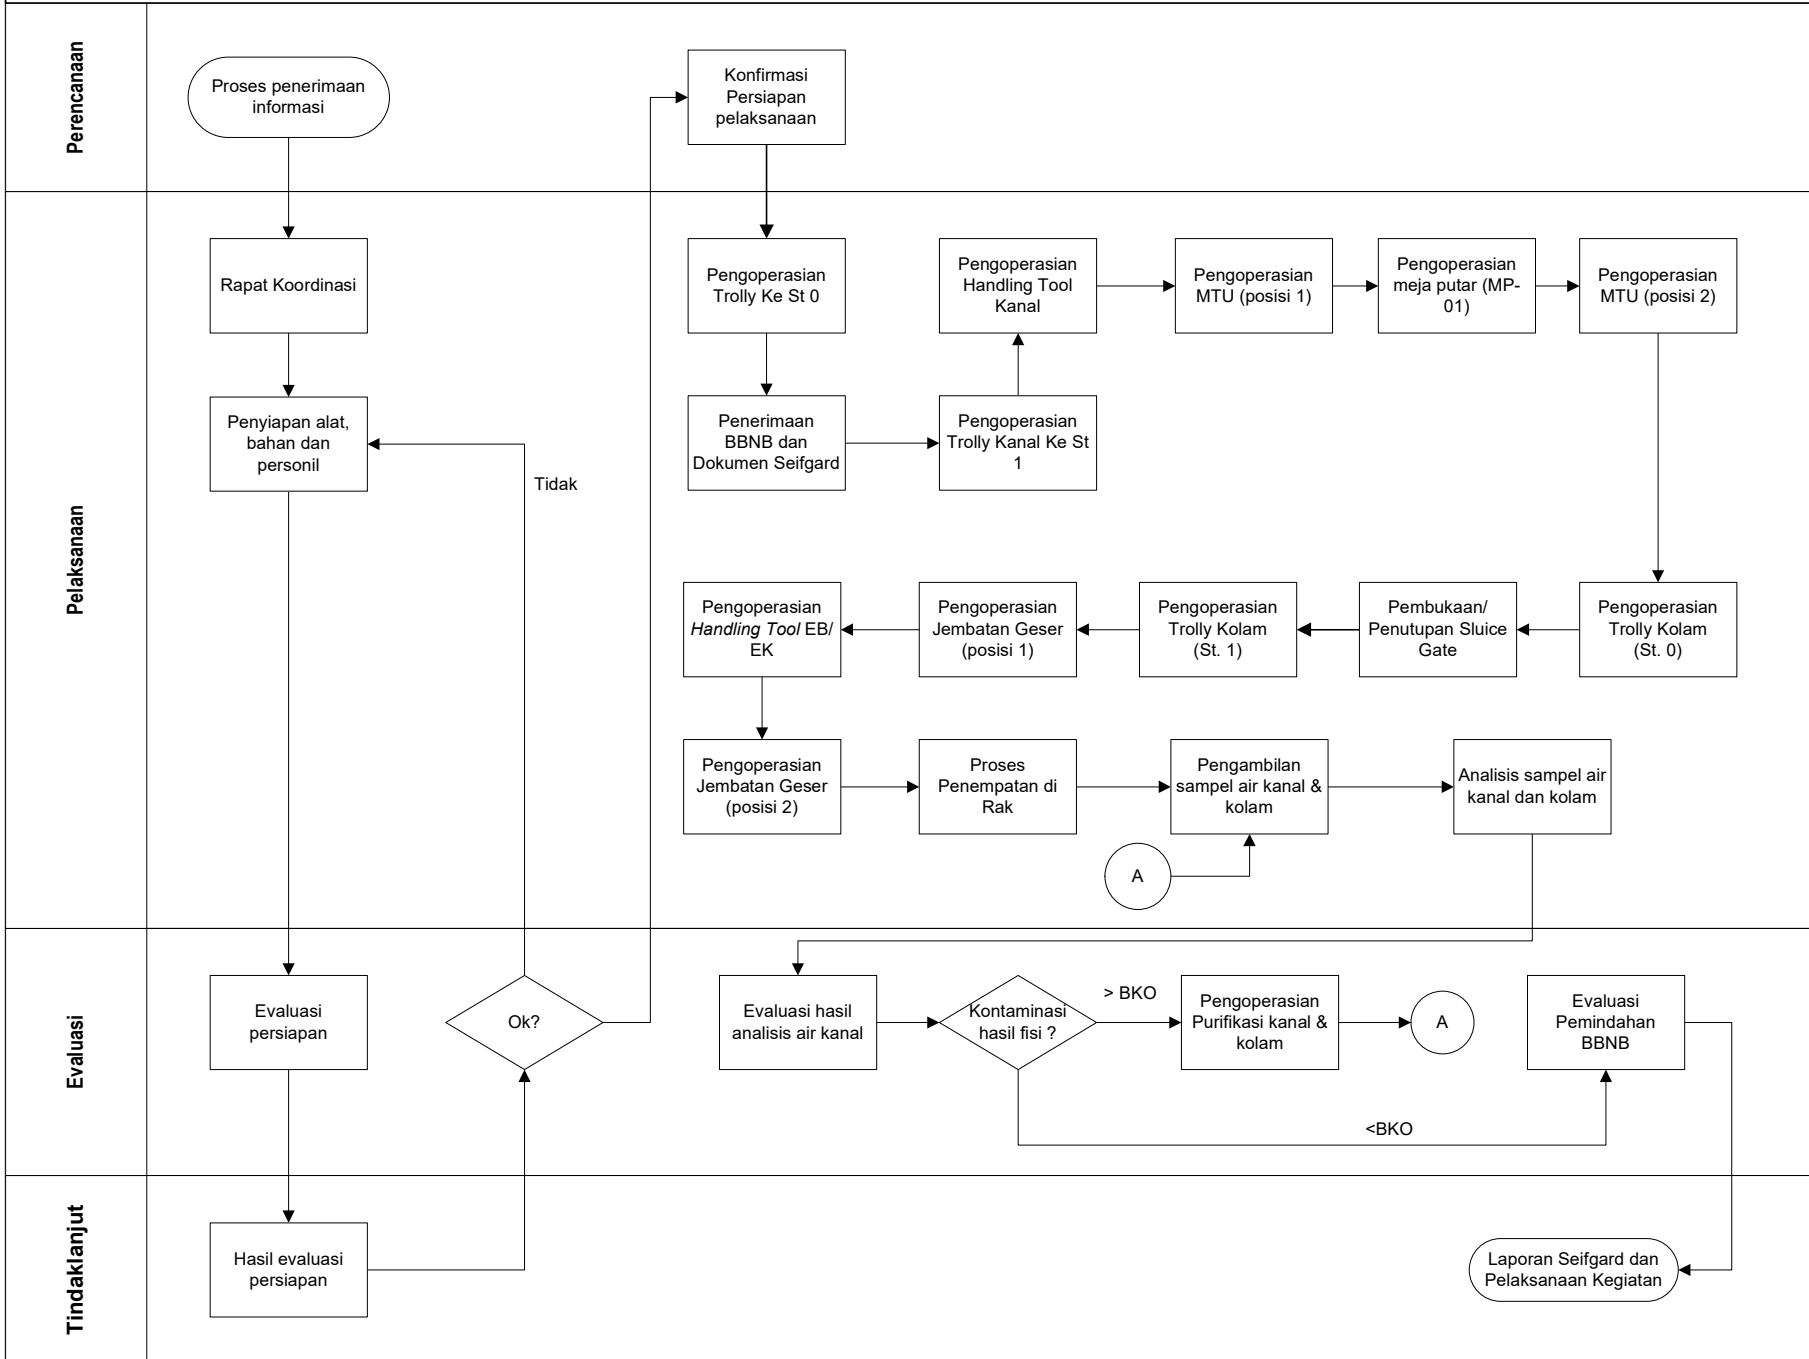 Perencanaan
Proses penerimaan
informasi
Konfirmasi
Persiapan
pelaksanaan
Pelaksanaan
Rapat Koordinasi
Penyiapan alat,
bahan dan
personil
Tidak
Pengoperasian
Trolly Ke St 0
Penerimaan
BBNB dan
Dokumen Seifgard
Pengoperasian
Trolly Kanal Ke St
1
Pengoperasian
Handling Tool
Kanal
Pengoperasian
MTU (posisi 1)
Pengoperasian
meja putar (MP-
01)
Pengoperasian
MTU (posisi 2)
Pengoperasian
Trolly Kolam
(St. 0)
Pembukaan/
Penutupan Sluice
Gate
Pengoperasian
Trolly Kolam
(St. 1)
Pengoperasian
Jembatan Geser
(posisi 1)
Pengoperasian
Handling Tool EB/
EK
Pengoperasian
Jembatan Geser
(posisi 2)
Proses
Penempatan di
Rak
Pengambilan
sampel air kanal &
kolam
Analisis sampel air
kanal dan kolam
A
Evaluasi
Evaluasi
persiapan
Ok?
Evaluasi hasil
analisis air kanal
Kontaminasi
hasil fisi ?
> BKO
Pengoperasian
Purifikasi kanal &
kolam
A
Evaluasi
Pemindahan
BBNB
<BKO
Tindaklanjut
Hasil evaluasi
persiapan
Laporan Seifgard dan
Pelaksanaan Kegiatan